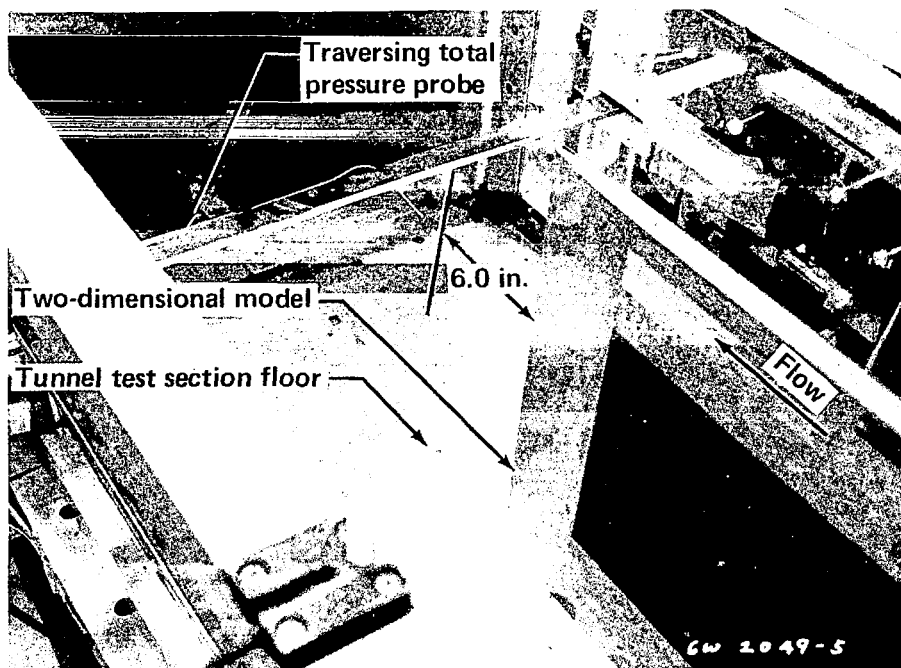 Traversing total
pressure probe
6.0 in.
Two-dimensional model
Tunnel test section floor
Flow
6W 2049-5